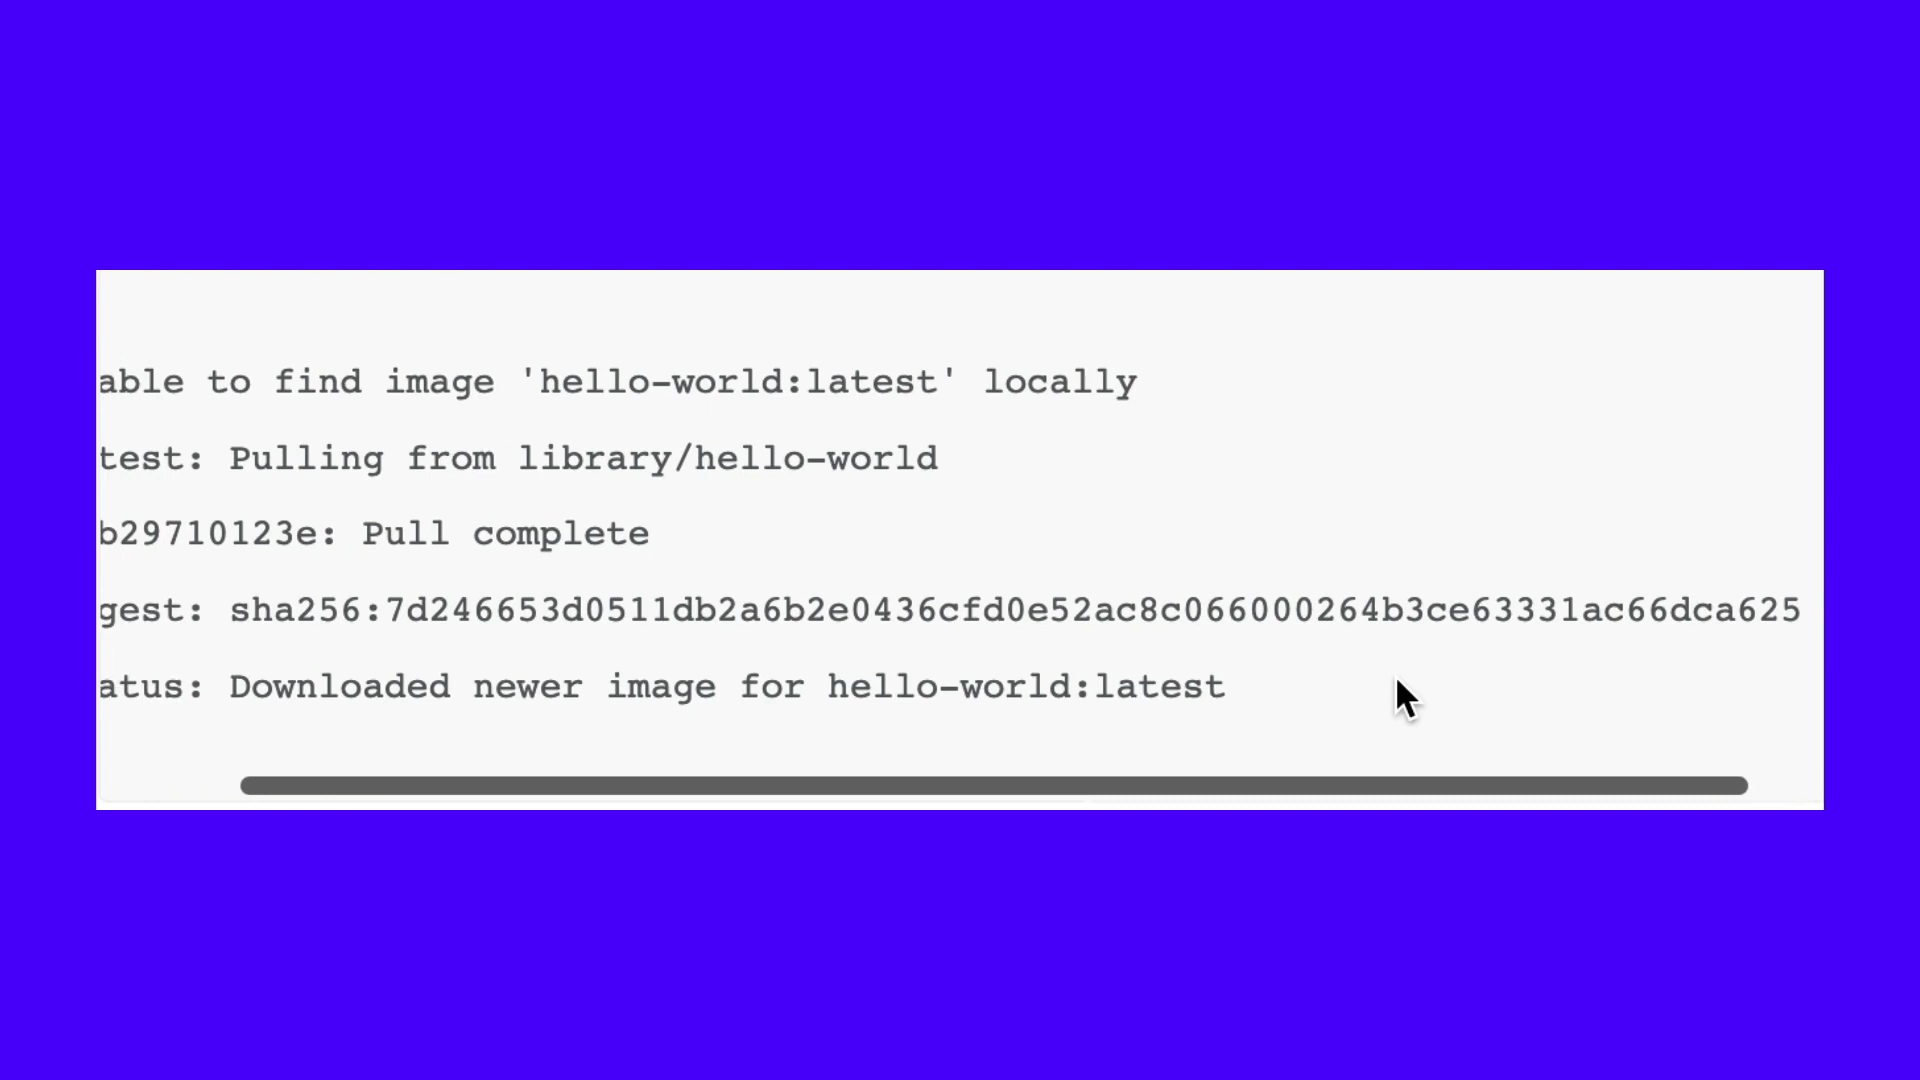 able to find image 'hello-world:latest' locally
test: Pulling from library/hello-world
b29710123e: Pull complete
gest: sha256:7d246653d0511db2a6b2e0436cfd0e52ac8c066000264b3ce63331ac66dca625
atus: Downloaded newer image for hello-world:latest